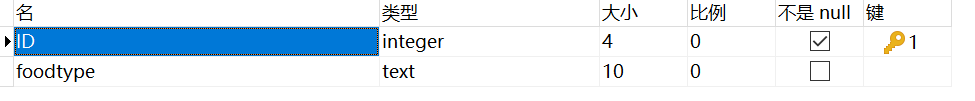 名 类型 大小 比例 不是 null 键
ID integer 4 0 1
foodtype text 10 0